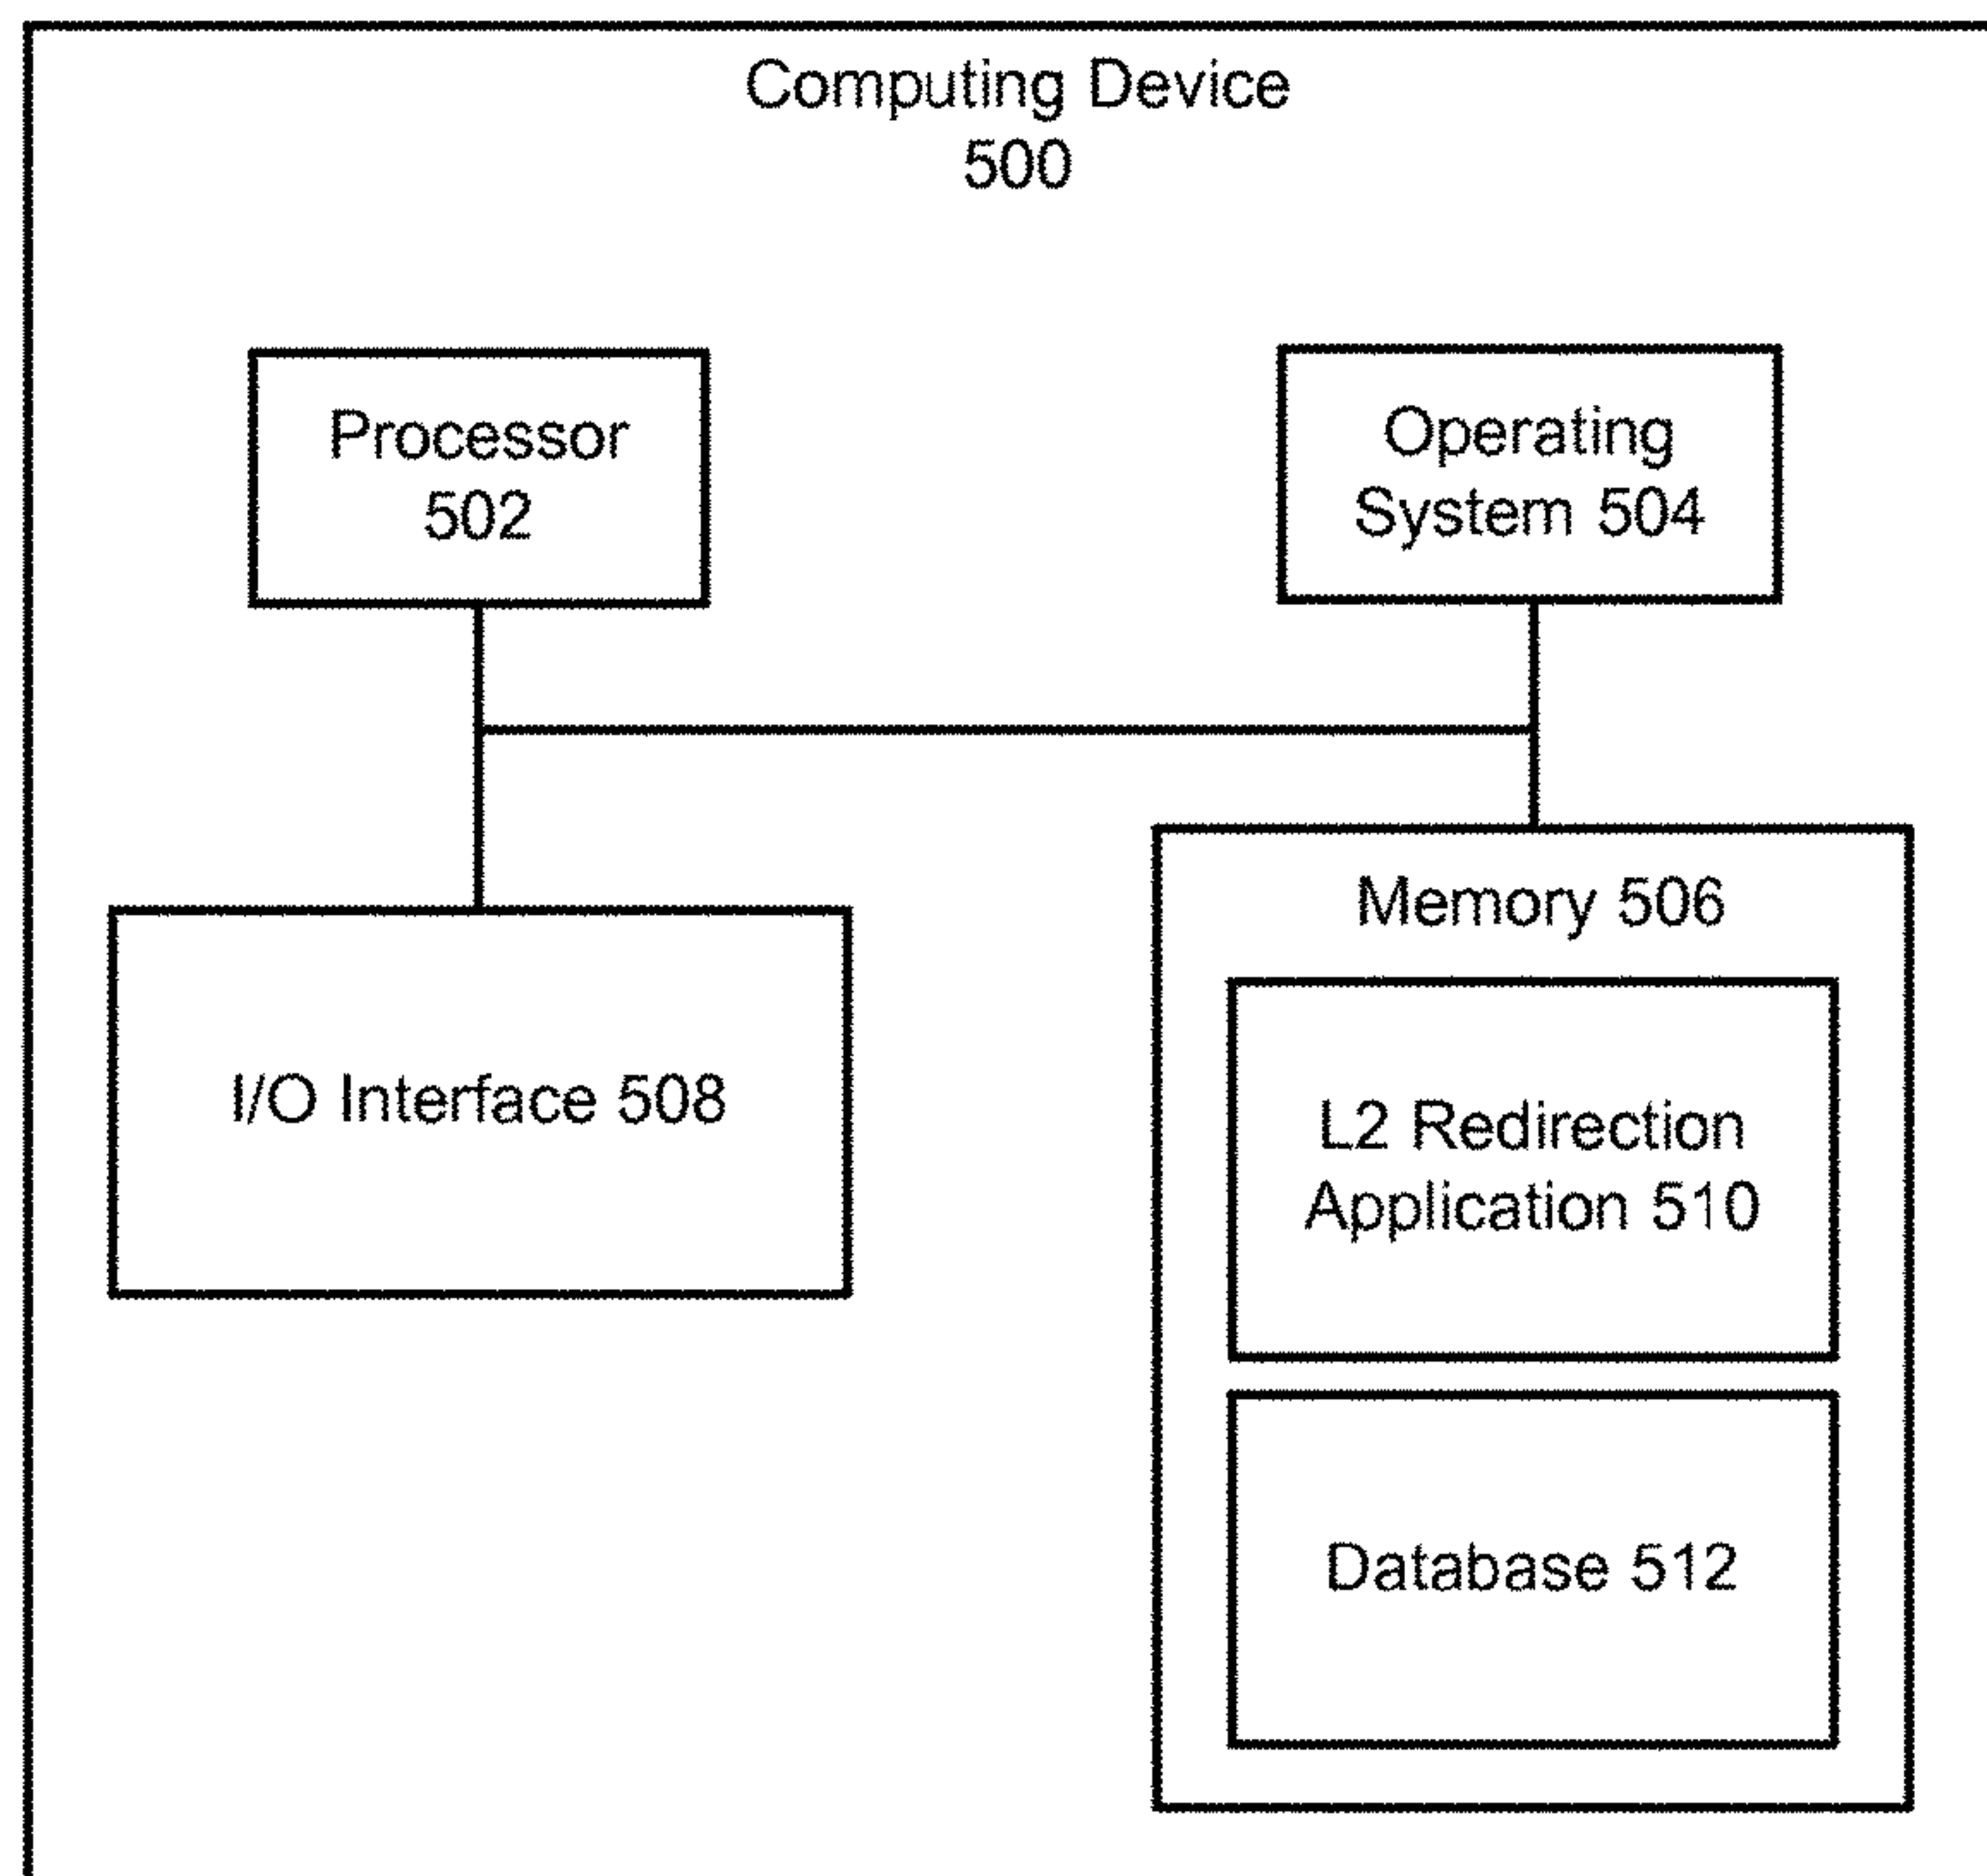 Computing Device
500
Processor
502
Operating
System 504
Memory 506
I/O Interface 508
L2 Redirection
Application 510
Database 512